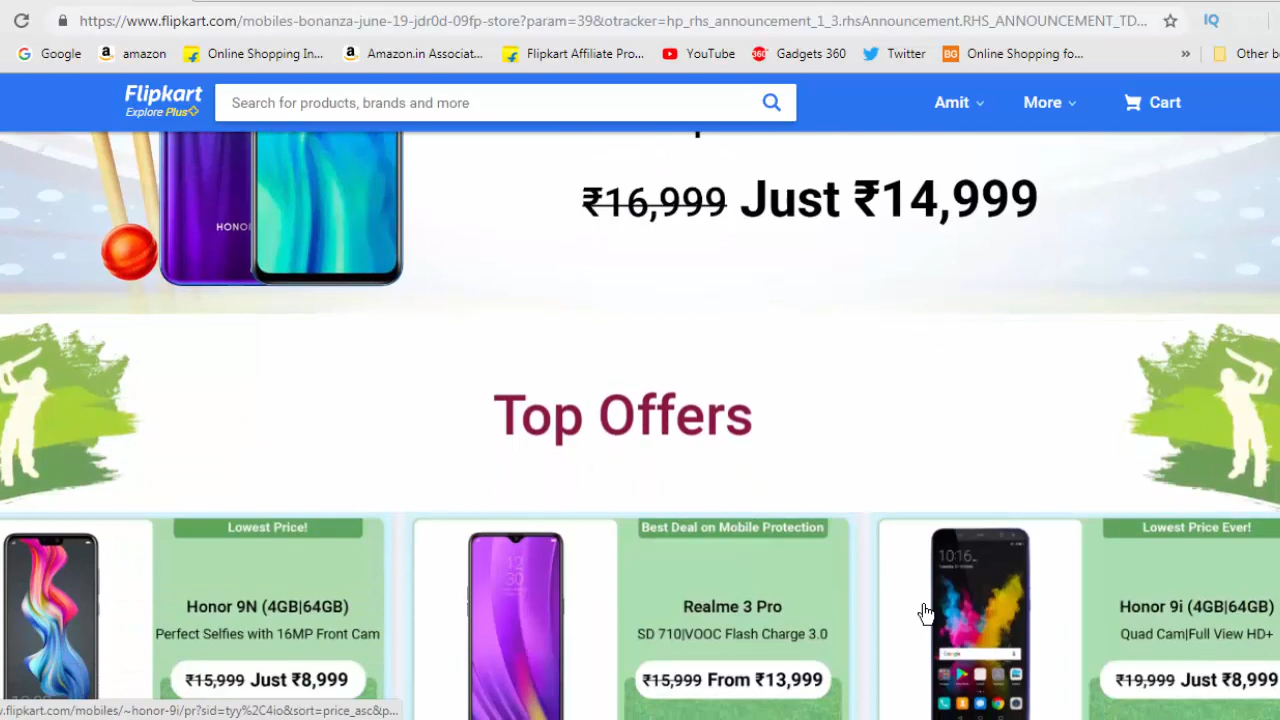 https://www.flipkart.com/mobiles-bonanza-june-19-jdr0d-09fp-store?param=39&otracker=hp_rhs_announcement_1_3.rhsAnnouncement.RHS_ANNOUNCEMENT_TD... IQ
Google amazon Online Shopping In... Amazon.in Associat... Flipkart Affiliate Pro... YouTube 360 Gadgets 360 Twitter BG Online Shopping fo... » Other b
Flipkart
Explore Plus
Search for products, brands and more
Amit More Cart
HONO
₹16,999 Just ₹14,999
Top Offers
Lowest Price!
Honor 9N (4GB|64GB)
Perfect Selfies with 16MP Front Cam
₹15,999 Just ₹8,999
Best Deal on Mobile Protection
12
30
Realme 3 Pro
SD 710|VOOC Flash Charge 3.0
₹15,999 From ₹13,999
Lowest Price Ever!
10:16
Google
Honor 9i (4GB|64GB)
Quad Cam|Full View HD+
₹19,999 Just ₹8,999
.flipkart.com/mobiles/~honor-9i/pr?sid=tyy =price_asc&p...